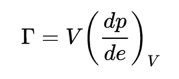 Γ = V(dp/de)_V